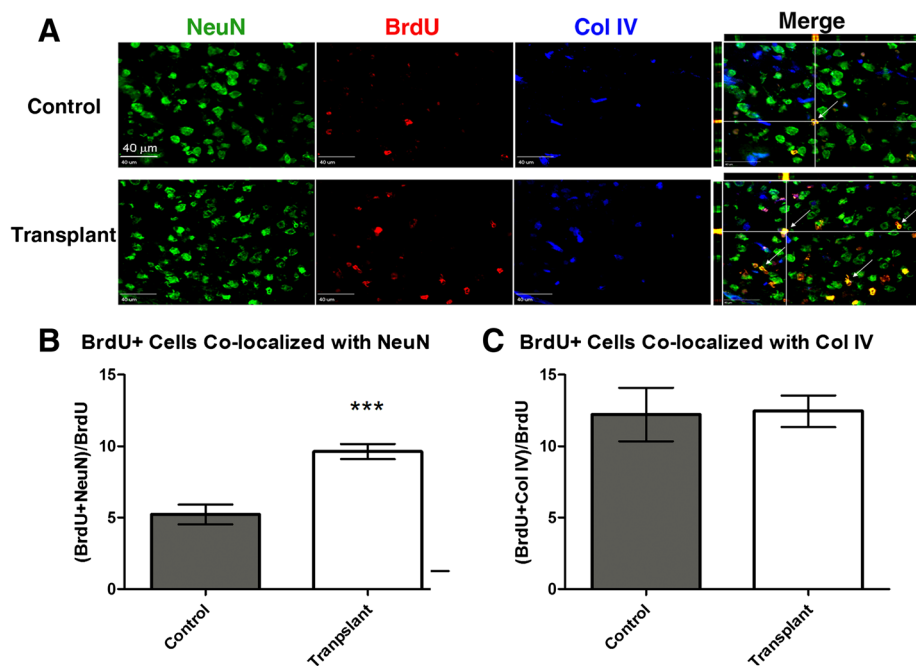 A
NeuN BrdU Col IV Merge
Control
40 μm
40 um 40 um 40 um
Transplant
40 um 40 um 40 um
B BrdU+ Cells Co-localized with NeuN
(BrdU+NeuN)/BrdU
15
10
5
0
***
Control
Tranpslant
C BrdU+ Cells Co-localized with Col IV
(BrdU+Col IV)/BrdU
15
10
5
0
Control
Transplant